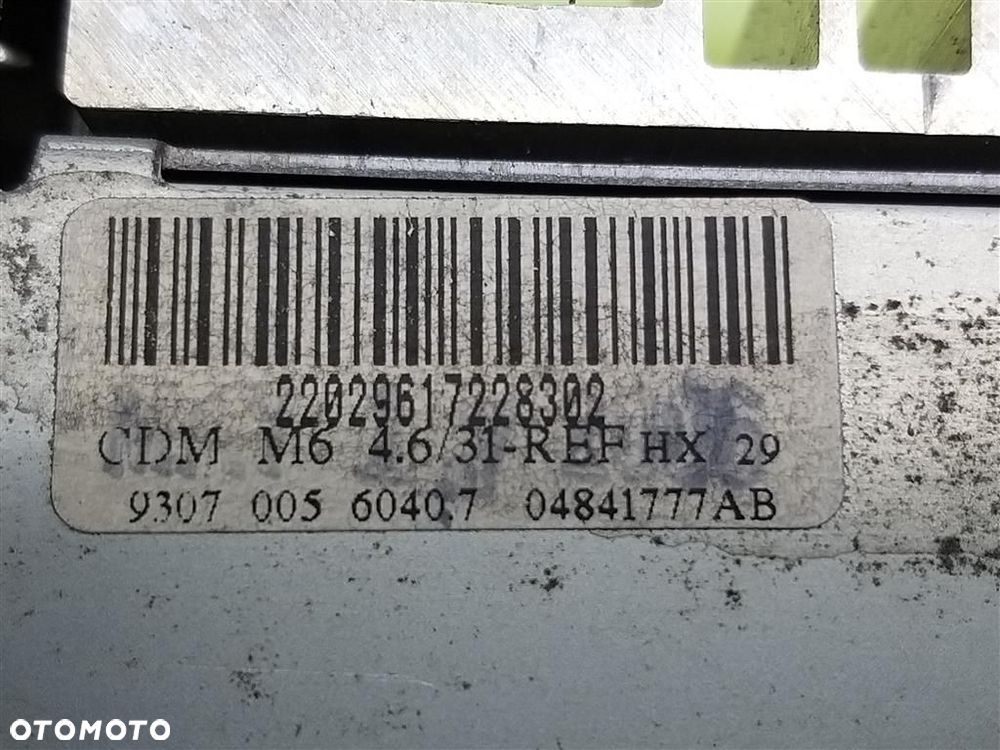 22029617228302
CDM M6 4.6/31-REF HX 29
9307 005 6040.7 04841777AB
OTOMOTO